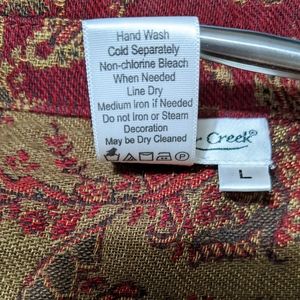 Hand Wash
Cold Separately
Non-chlorine Bleach
When Needed
Line Dry
Medium Iron if Needed
Do not Iron or Steam
Decoration
May be Dry Cleaned
Creek®
L